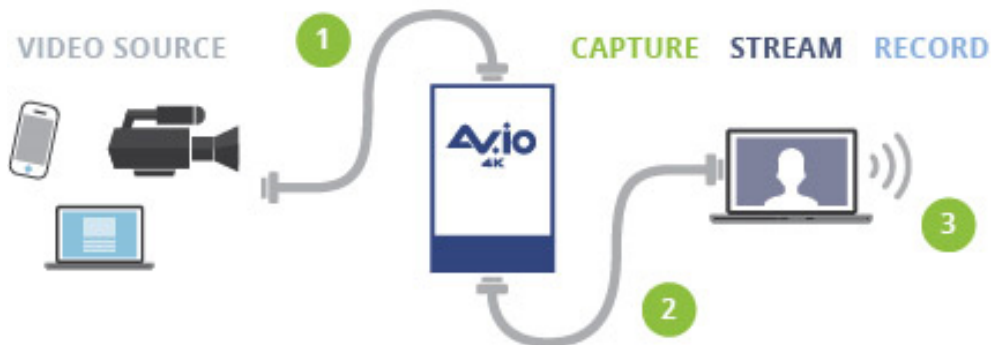 VIDEO SOURCE
1
CAPTURE STREAM RECORD
AV.io
4K
3
2